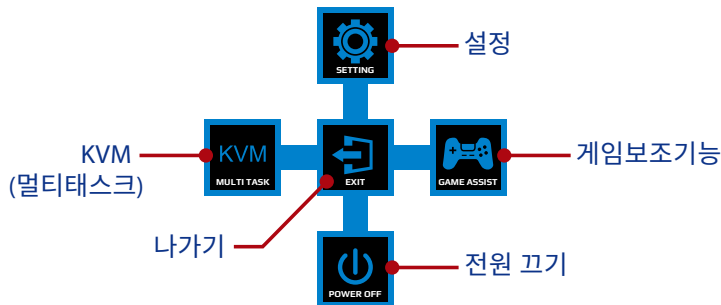 SETTING
설정
KVM
(멀티태스크)
KVM
MULTI TASK
EXIT
GAME ASSIST
게임보조기능
나가기
POWER OFF
전원 끄기